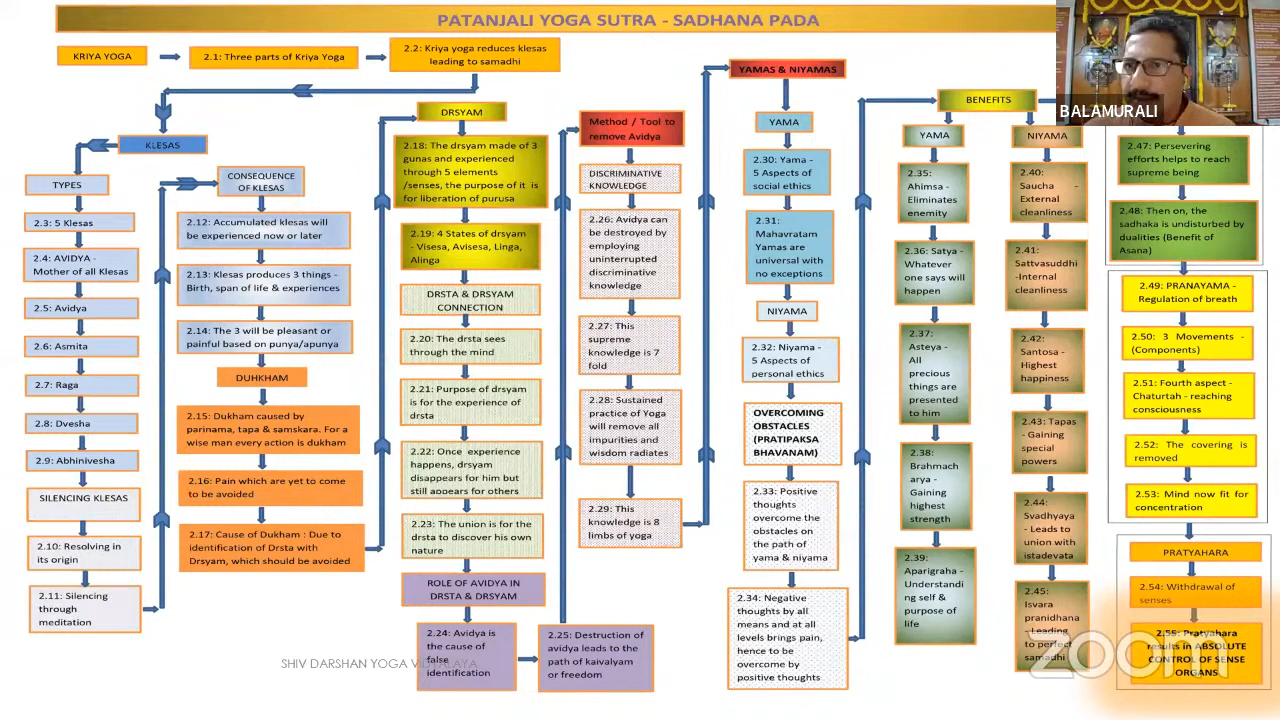 PATANJALI YOGA SUTRA - SADHANA PADA
KRIYA YOGA
2.1: Three parts of Kriya Yoga
2.2: Kriya yoga reduces klesas
leading to samadhi
KLESAS
TYPES
2.3: 5 Klesas
2.4: AVIDYA -
Mother of all Klesas
2.5: Avidya
2.6: Asmita
2.7: Raga
2.8: Dvesha
2.9: Abhinivesha
SILENCING KLESAS
2.10: Resolving in
its origin
2.11: Silencing
through
meditation
CONSEQUENCE
OF KLESAS
2.12: Accumulated klesas will
be experienced now or later
2.13: Klesas produces 3 things -
Birth, span of life & experiences
2.14: The 3 will be pleasant or
painful based on punya/apunya
DUHKHAM
2.15: Dukham caused by
parinama, tapa & samskara. For a
wise man every action is dukham
2.16: Pain which are yet to come
to be avoided
2.17: Cause of Dukham : Due to
identification of Drsta with
Drsyam, which should be avoided
DRSYAM
2.18: The drsyam made of 3
gunas and experienced
through 5 elements
/senses, the purpose of it is
for liberation of purusa
2.19: 4 States of drsyam
- Visesa, Avisesa, Linga,
Alinga
DRSTA & DRSYAM
CONNECTION
2.20: The drsta sees
through the mind
2.21: Purpose of drsyam
is for the experience of
drsta
2.22: Once experience
happens, drsyam
disappears for him but
still appears for others
2.23: The union is for the
drsta to discover his own
nature
ROLE OF AVIDYA IN
DRSTA & DRSYAM
2.24: Avidya is
the cause of
false
identification
2.25: Destruction of
avidya leads to the
path of kaivalyam
or freedom
Method / Tool to
remove Avidya
DISCRIMINATIVE
KNOWLEDGE
2.26: Avidya can
be destroyed by
employing
uninterrupted
discriminative
knowledge
2.27: This
supreme
knowledge is 7
fold
2.28: Sustained
practice of Yoga
will remove all
impurities and
wisdom radiates
2.29: This
knowledge is 8
limbs of yoga
YAMAS & NIYAMAS
YAMA
2.30: Yama -
5 Aspects of
social ethics
2.31:
Mahavratam
Yamas are
universal with
no exceptions
NIYAMA
2.32: Niyama -
5 Aspects of
personal ethics
OVERCOMING
OBSTACLES
(PRATIPAKSA
BHAVANAM)
2.33: Positive
thoughts
overcome the
obstacles on
the path of
yama & niyama
2.34: Negative
thoughts by all
means and at all
levels brings pain,
hence to be
overcome by
positive thoughts
BENEFITS
YAMA
2.35:
Ahimsa -
Eliminates
enemity
2.36: Satya -
Whatever
one says will
happen
2.37:
Asteya -
All
precious
things are
presented
to him
2.38:
Brahmach
arya -
Gaining
highest
strength
2.39:
Aparigraha -
Understandi
ng self &
purpose of
life
NIYAMA
2.40:
Saucha -
External
cleanliness
2.41:
Sattvasuddhi
-Internal
cleanliness
2.42:
Santosa -
Highest
happiness
2.43: Tapas -
Gaining
special
powers
2.44:
Svadhyaya
- Leads to
union with
istadevata
2.45:
Isvara
pranidhana
- Leading
to perfect
samadhi
2.47: Persevering
efforts helps to reach
supreme being
2.48: Then on, the
sadhaka is undisturbed by
dualities (Benefit of
Asana)
2.49: PRANAYAMA -
Regulation of breath
2.50: 3 Movements -
(Components)
2.51: Fourth aspect -
Chaturtah - reaching
consciousness
2.52: The covering is
removed
2.53: Mind now fit for
concentration
PRATYAHARA
2.54: Withdrawal of
senses
2.55: Pratyahara
results in ABSOLUTE
CONTROL OF SENSE
ORGANS
BALAMURALI
SHIV DARSHAN YOGA VIDYALAYA
zoom